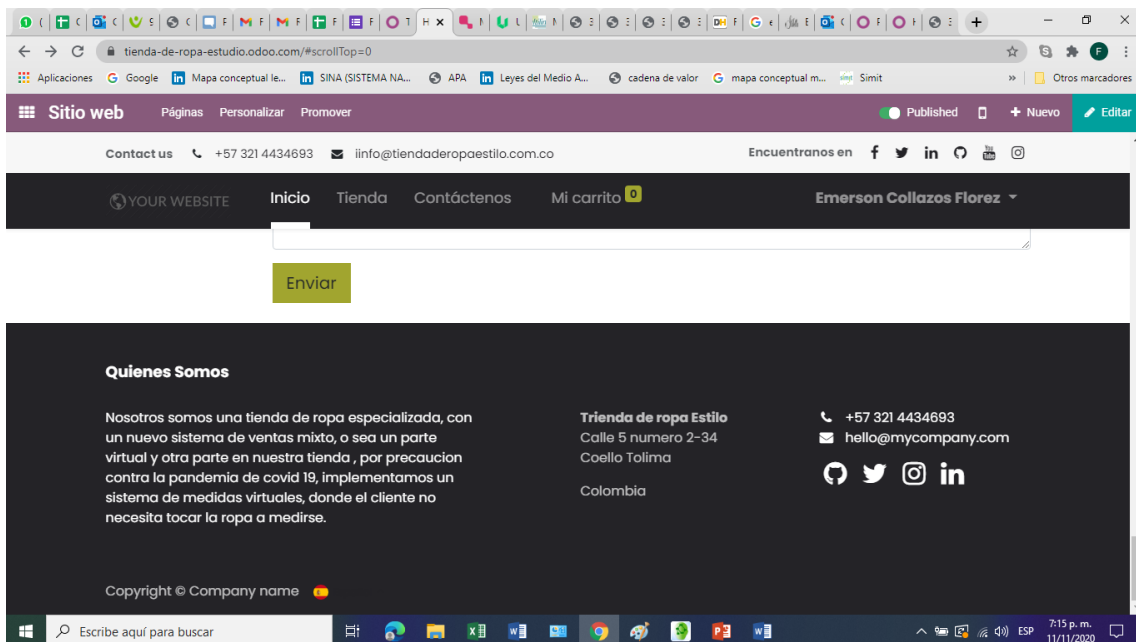 tienda-de-ropa-estudio.odoo.com/#scrollTop=0
Aplicaciones Google Mapa conceptual le... SINA (SISTEMA NA... APA Leyes del Medio A... cadena de valor mapa conceptual m... Simit » Otros marcadores
Sitio web Páginas Personalizar Promover Published + Nuevo Editar
Contact us +57 321 4434693 iinfo@tiendaderopaestilo.com.co Encuentranos en
YOUR WEBSITE Inicio Tienda Contáctenos Mi carrito 0 Emerson Collazos Florez
Enviar
Quienes Somos
Nosotros somos una tienda de ropa especializada, con
un nuevo sistema de ventas mixto, o sea un parte
virtual y otra parte en nuestra tienda , por precaucion
contra la pandemia de covid 19, implementamos un
sistema de medidas virtuales, donde el cliente no
necesita tocar la ropa a medirse.
Trienda de ropa Estilo
Calle 5 numero 2-34
Coello Tolima
Colombia
+57 321 4434693
hello@mycompany.com
Copyright © Company name
Escribe aquí para buscar ESP 7:15 p. m.
11/11/2020